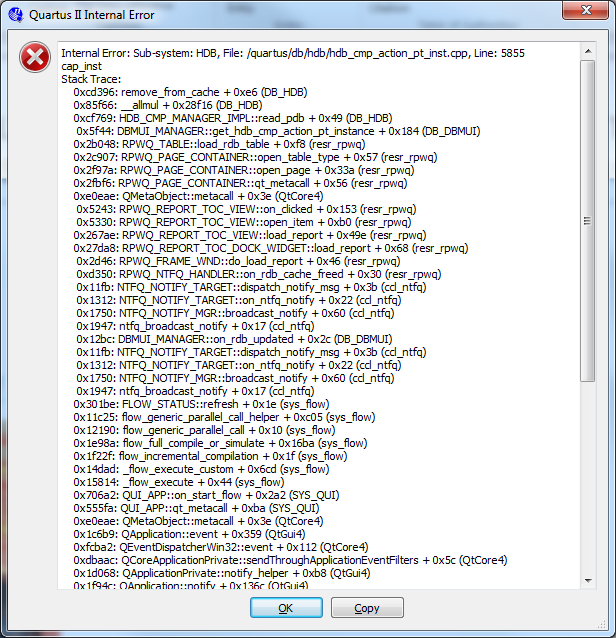 Quartus II Internal Error
Internal Error: Sub-system: HDB, File: /quartus/db/hdb/hdb_cmp_action_pt_inst.cpp, Line: 5855
cap_inst
Stack Trace:
0xcd396: remove_from_cache + 0xe6 (DB_HDB)
0x85f66: __allmul + 0x28f16 (DB_HDB)
0xcf769: HDB_CMP_MANAGER_IMPL::read_pdb + 0x49 (DB_HDB)
0x5f44: DBMUI_MANAGER::get_hdb_cmp_action_pt_instance + 0x184 (DB_DBMUI)
0x2b048: RPWQ_TABLE::load_rdb_table + 0xf8 (resr_rpwq)
0x2c907: RPWQ_PAGE_CONTAINER::open_table_type + 0x57 (resr_rpwq)
0x2f97a: RPWQ_PAGE_CONTAINER::open_page + 0x33a (resr_rpwq)
0x2fbf6: RPWQ_PAGE_CONTAINER::qt_metacall + 0x56 (resr_rpwq)
0xe0eae: QMetaObject::metacall + 0x3e (QtCore4)
0x5243: RPWQ_REPORT_TOC_VIEW::on_clicked + 0x153 (resr_rpwq)
0x5330: RPWQ_REPORT_TOC_VIEW::open_item + 0xb0 (resr_rpwq)
0x267ae: RPWQ_REPORT_TOC_VIEW::load_report + 0x49e (resr_rpwq)
0x27da8: RPWQ_REPORT_TOC_DOCK_WIDGET::load_report + 0x68 (resr_rpwq)
0x2d46: RPWQ_FRAME_WND::do_load_report + 0x46 (resr_rpwq)
0xd350: RPWQ_NTFQ_HANDLER::on_rdb_cache_freed + 0x30 (resr_rpwq)
0x11fb: NTFQ_NOTIFY_TARGET::dispatch_notify_msg + 0x3b (ccl_ntfq)
0x1312: NTFQ_NOTIFY_TARGET::on_ntfq_notify + 0x22 (ccl_ntfq)
0x1750: NTFQ_NOTIFY_MGR::broadcast_notify + 0x60 (ccl_ntfq)
0x1947: ntfq_broadcast_notify + 0x17 (ccl_ntfq)
0x12bc: DBMUI_MANAGER::on_rdb_updated + 0x2c (DB_DBMUI)
0x11fb: NTFQ_NOTIFY_TARGET::dispatch_notify_msg + 0x3b (ccl_ntfq)
0x1312: NTFQ_NOTIFY_TARGET::on_ntfq_notify + 0x22 (ccl_ntfq)
0x1750: NTFQ_NOTIFY_MGR::broadcast_notify + 0x60 (ccl_ntfq)
0x1947: ntfq_broadcast_notify + 0x17 (ccl_ntfq)
0x301be: FLOW_STATUS::refresh + 0x1e (sys_flow)
0x11c25: flow_generic_parallel_call_helper + 0xc05 (sys_flow)
0x12190: flow_generic_parallel_call + 0x10 (sys_flow)
0x1e98a: flow_full_compile_or_simulate + 0x16ba (sys_flow)
0x1f22f: flow_incremental_compilation + 0x1f (sys_flow)
0x14dad: _flow_execute_custom + 0x6cd (sys_flow)
0x15814: _flow_execute + 0x44 (sys_flow)
0x706a2: QUI_APP::on_start_flow + 0x2a2 (SYS_QUI)
0x555fa: QUI_APP::qt_metacall + 0xba (SYS_QUI)
0xe0eae: QMetaObject::metacall + 0x3e (QtCore4)
0x1c6b9: QApplication::event + 0x359 (QtGui4)
0xfcba2: QEventDispatcherWin32::event + 0x112 (QtCore4)
0xdbaac: QCoreApplicationPrivate::sendThroughApplicationEventFilters + 0x5c (QtCore4)
0x1d068: QApplicationPrivate::notify_helper + 0xb8 (QtGui4)
0x1f94c: QApplication::notify + 0x136c (QtGui4)
OK Copy